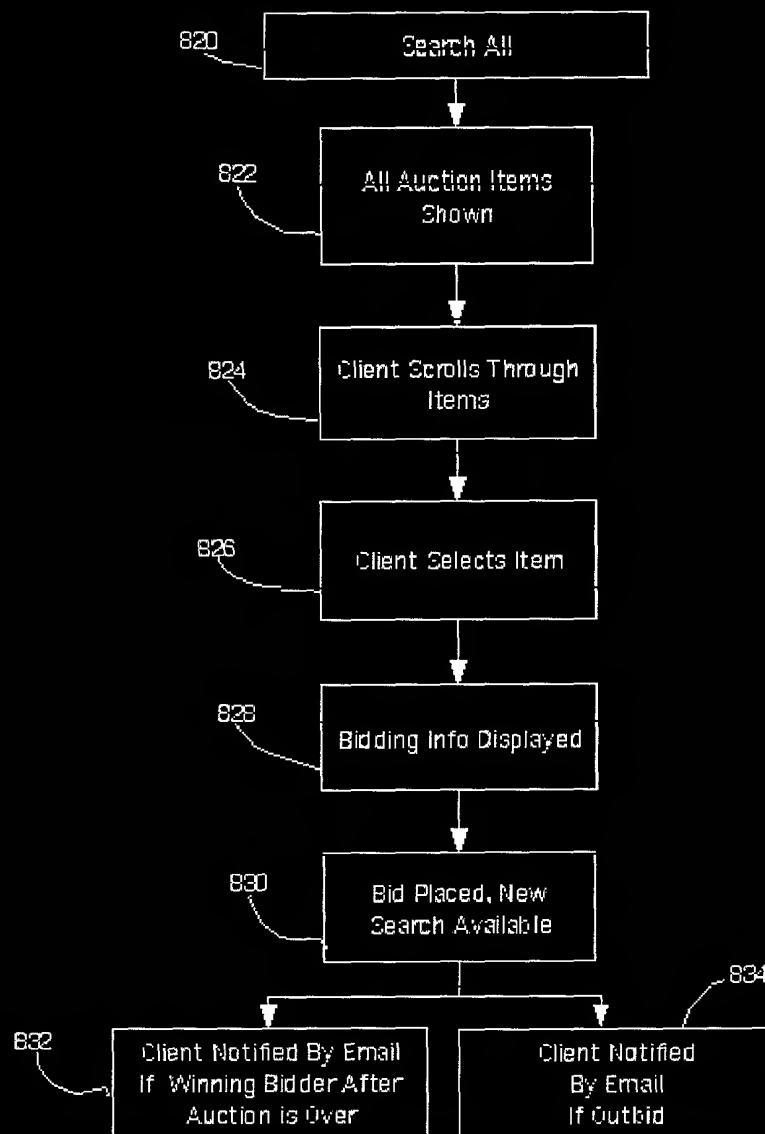 820
Search All
822
All Auction Items
Shown
824
Client Scrolls Through
Items
826
Client Selects Item
828
Bidding Info Displayed
830
Bid Placed, New
Search Available
832
Client Notified By Email
If Winning Bidder After
Auction is Over
834
Client Notified
By Email
If Outbid